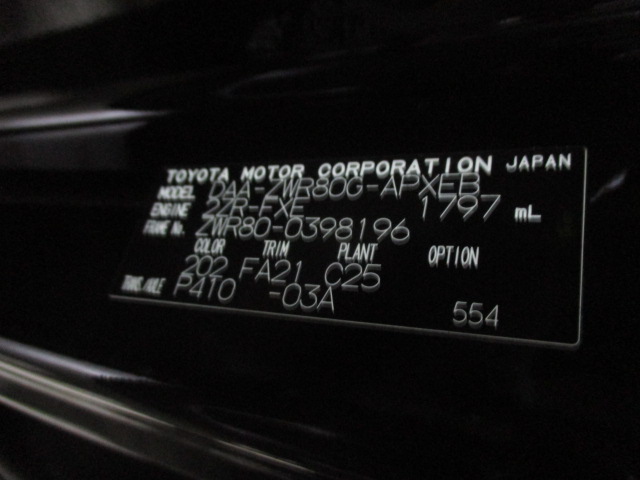 TOYOTA MOTOR CORPORATION JAPAN
MODEL DAA-ZWR80G-APXEB
ENGINE 2ZR-FXE 1797 mL
FRAME No. ZWR80-0398196
COLOR TRIM PLANT OPTION
202 FA21 C25
TRANS./AXLE P410 -03A 554